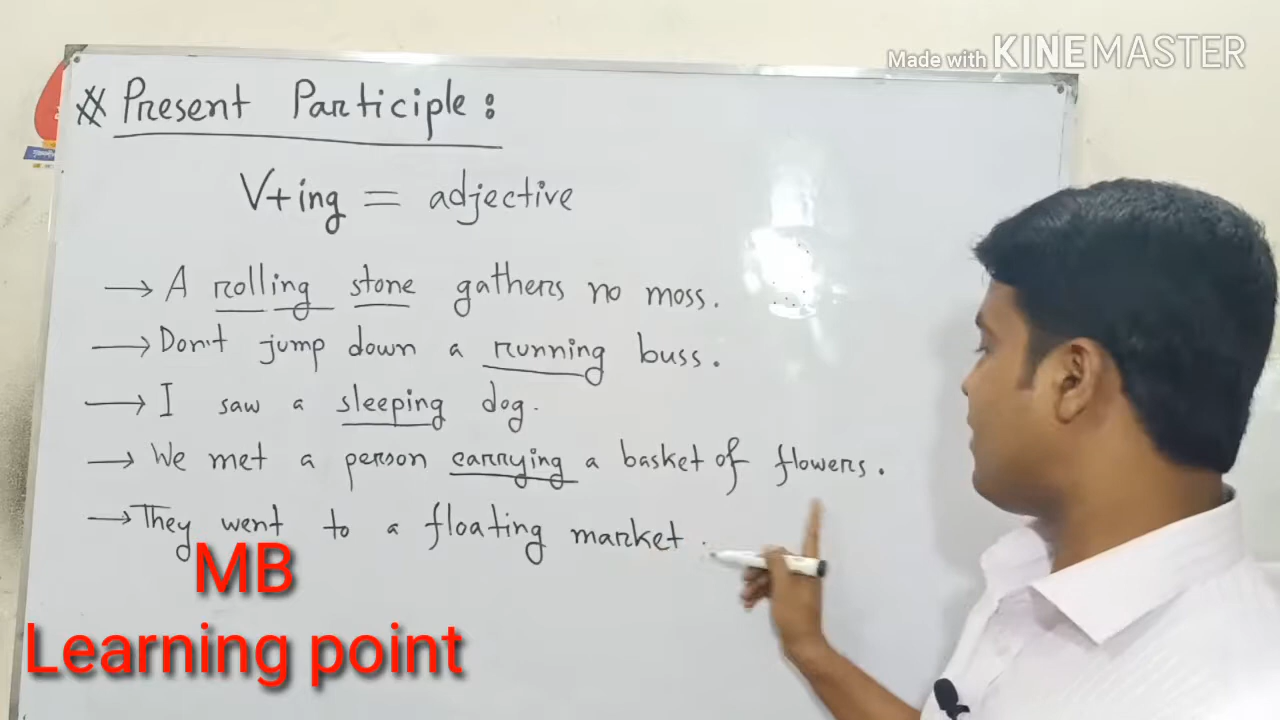 Made with KINEMASTER
# Present Participle:
V+ing = adjective
→ A rolling stone gathers no moss.
→ Don't jump down a running buss.
→ I saw a sleeping dog.
→ We met a person carrying a basket of flowers.
→ They went to a floating market.
MB
Learning point